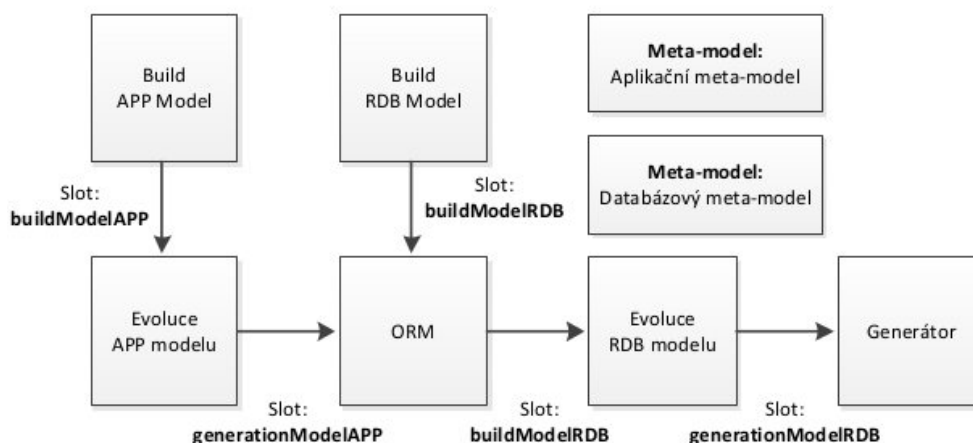 Build
APP Model
Build
RDB Model
Meta-model:
Aplikační meta-model
Meta-model:
Databázový meta-model
Slot:
buildModelAPP
Slot:
buildModelRDB
Evoluce
APP modelu
ORM
Evoluce
RDB modelu
Generátor
Slot:
generationModelAPP
Slot:
buildModelRDB
Slot:
generationModelRDB